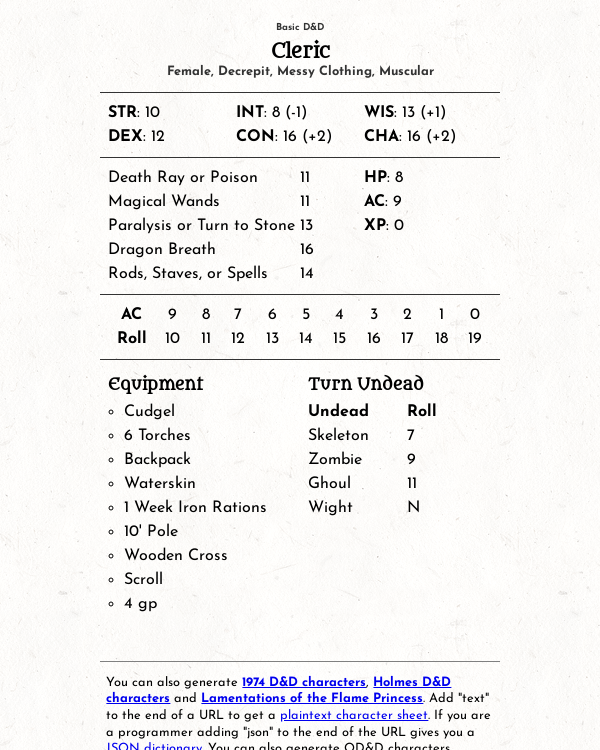 Basic D&D
Cleric
Female, Decrepit, Messy Clothing, Muscular
STR: 10 INT: 8 (-1) WIS: 13 (+1)
DEX: 12 CON: 16 (+2) CHA: 16 (+2)
Death Ray or Poison 11 HP: 8
Magical Wands 11 AC: 9
Paralysis or Turn to Stone 13 XP: 0
Dragon Breath 16
Rods, Staves, or Spells 14
AC 9 8 7 6 5 4 3 2 1 0
Roll 10 11 12 13 14 15 16 17 18 19
Equipment
Cudgel
6 Torches
Backpack
Waterskin
1 Week Iron Rations
10' Pole
Wooden Cross
Scroll
4 gp
Turn Undead
Undead Roll
Skeleton 7
Zombie 9
Ghoul 11
Wight N
You can also generate 1974 D&D characters, Holmes D&D
characters and Lamentations of the Flame Princess. Add "text"
to the end of a URL to get a plaintext character sheet. If you are
a programmer adding "json" to the end of the URL gives you a
JSON dictionary. You can also generate OD&D characters